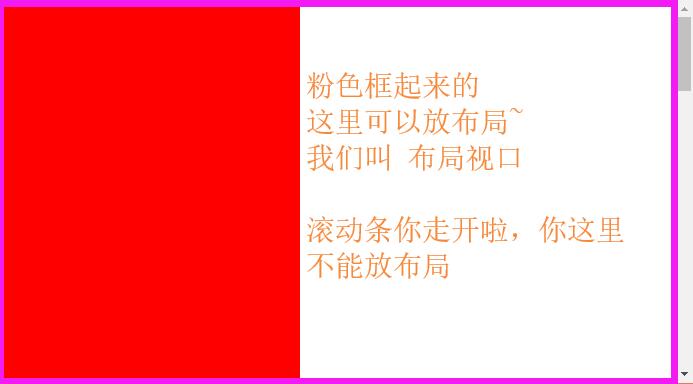 粉色框起来的
这里可以放布局~
我们叫 布局视口
滚动条你走开啦，你这里
不能放布局